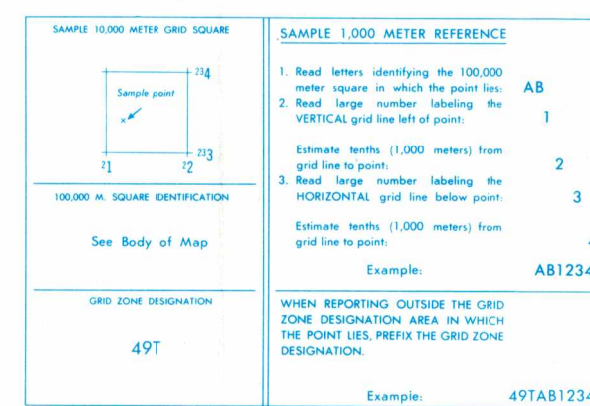 SAMPLE 10,000 METER GRID SQUARE
234
Sample point
233
21
22
100,000 M. SQUARE IDENTIFICATION
See Body of Map
GRID ZONE DESIGNATION
49T
SAMPLE 1,000 METER REFERENCE
1. Read letters identifying the 100,000
meter square in which the point lies: AB
2. Read large number labeling the
VERTICAL grid line left of point: 1
Estimate tenths (1,000 meters) from
grid line to point: 2
3. Read large number labeling the
HORIZONTAL grid line below point: 3
Estimate tenths (1,000 meters) from
grid line to point:
Example: AB1234
WHEN REPORTING OUTSIDE THE GRID
ZONE DESIGNATION AREA IN WHICH
THE POINT LIES, PREFIX THE GRID ZONE
DESIGNATION.
Example: 49TAB1234